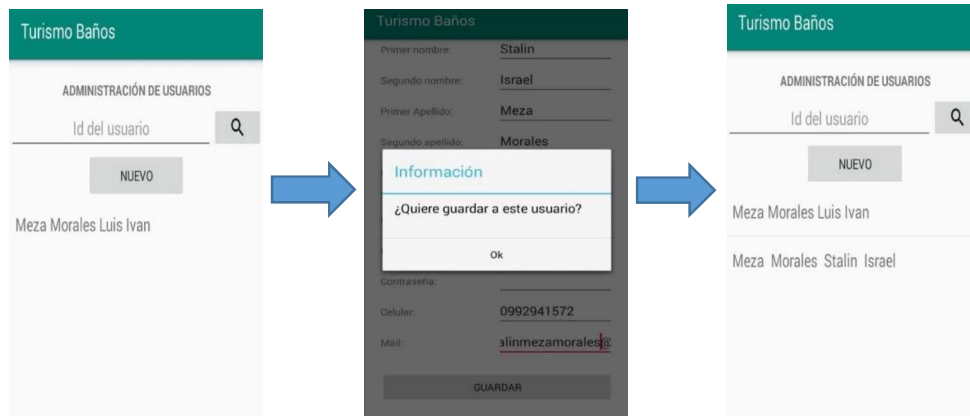 Turismo Baños
ADMINISTRACIÓN DE USUARIOS
Id del usuario
NUEVO
Meza Morales Luis Ivan
Turismo Baños
Primer nombre: Stalin
Segundo nombre: Israel
Primer Apellido: Meza
Segundo apellido: Morales
Información
¿Quiere guardar a este usuario?
Ok
Contraseña:
Celular: 0992941572
Mail: alinmezamorales@
GUARDAR
Turismo Baños
ADMINISTRACIÓN DE USUARIOS
Id del usuario
NUEVO
Meza Morales Luis Ivan
Meza Morales Stalin Israel